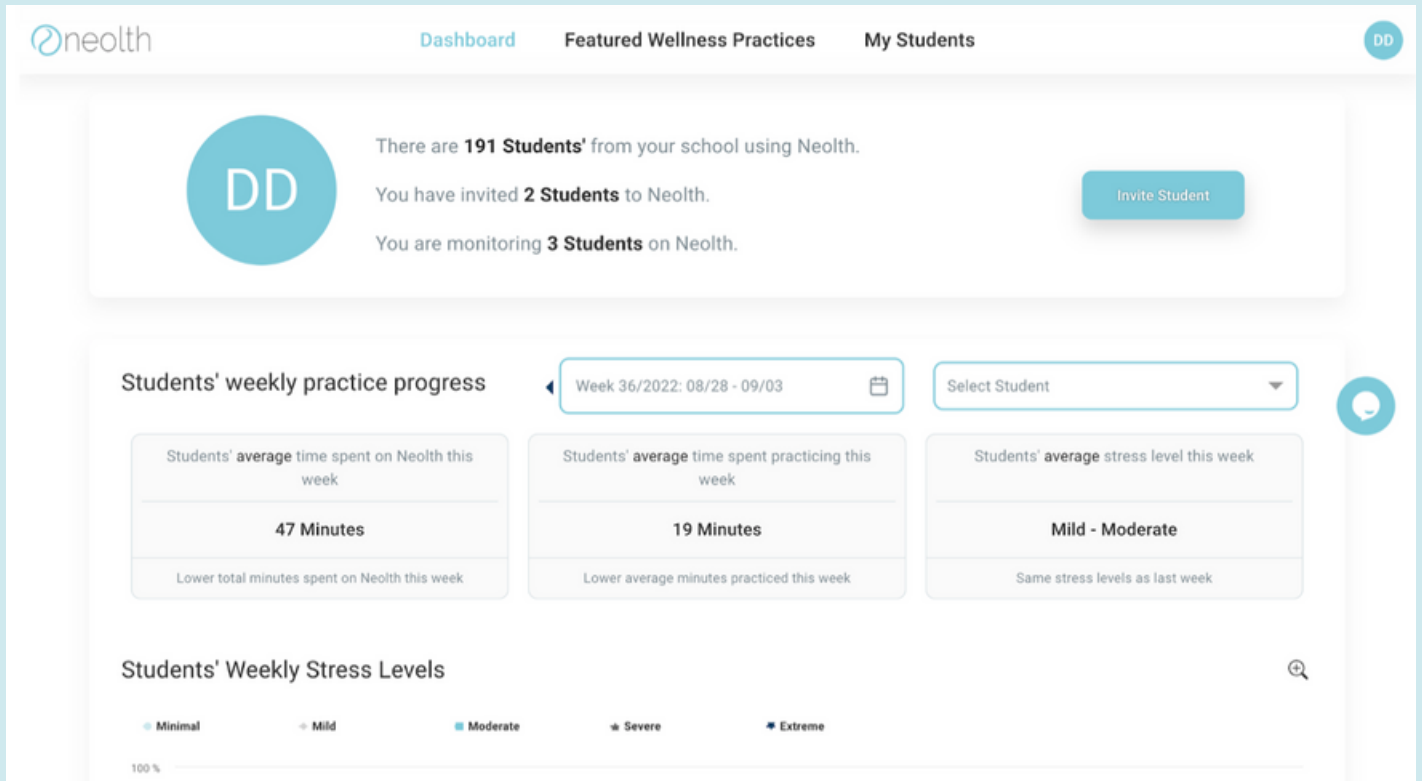 neolth
Dashboard
Featured Wellness Practices
My Students
DD
DD
There are 191 Students' from your school using Neolth.
You have invited 2 Students to Neolth.
You are monitoring 3 Students on Neolth.
Invite Student
Students' weekly practice progress
Week 36/2022: 08/28 - 09/03
Select Student
Students' average time spent on Neolth this
week
47 Minutes
Lower total minutes spent on Neolth this week
Students' average time spent practicing this
week
19 Minutes
Lower average minutes practiced this week
Students' average stress level this week
Mild - Moderate
Same stress levels as last week
Students' Weekly Stress Levels
Minimal
Mild
Moderate
Severe
Extreme
100 %